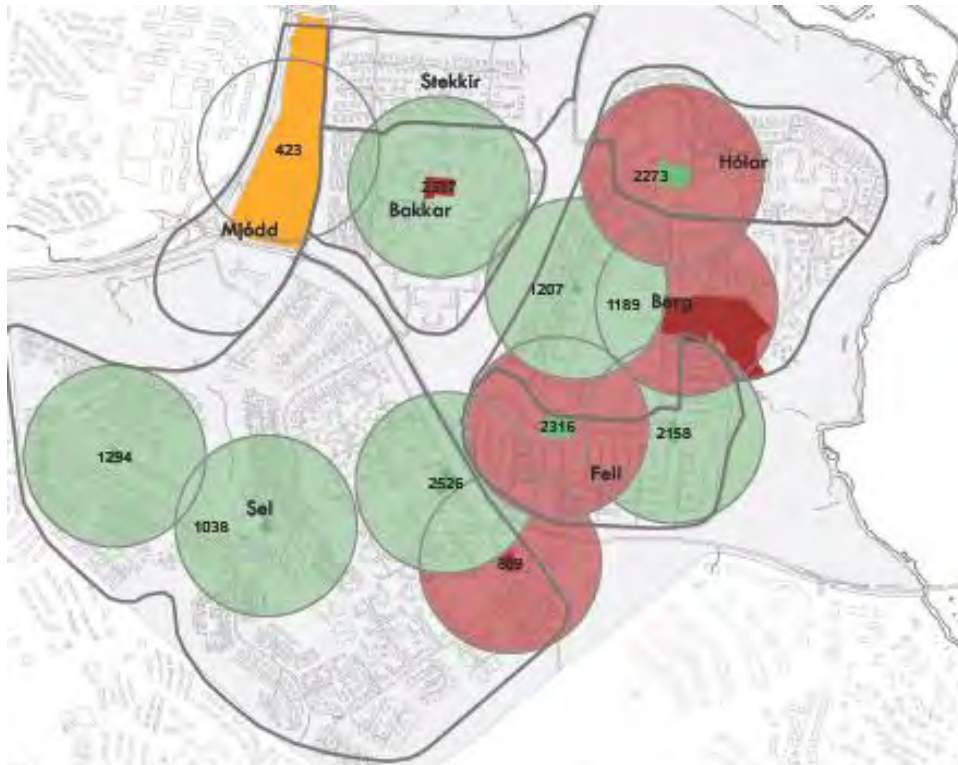 Stekkir
423
2273
Hólar
Bakkar
Mjódd
1207
1189
Berg
2316
2158
1294
Fell
2526
Sel
1038